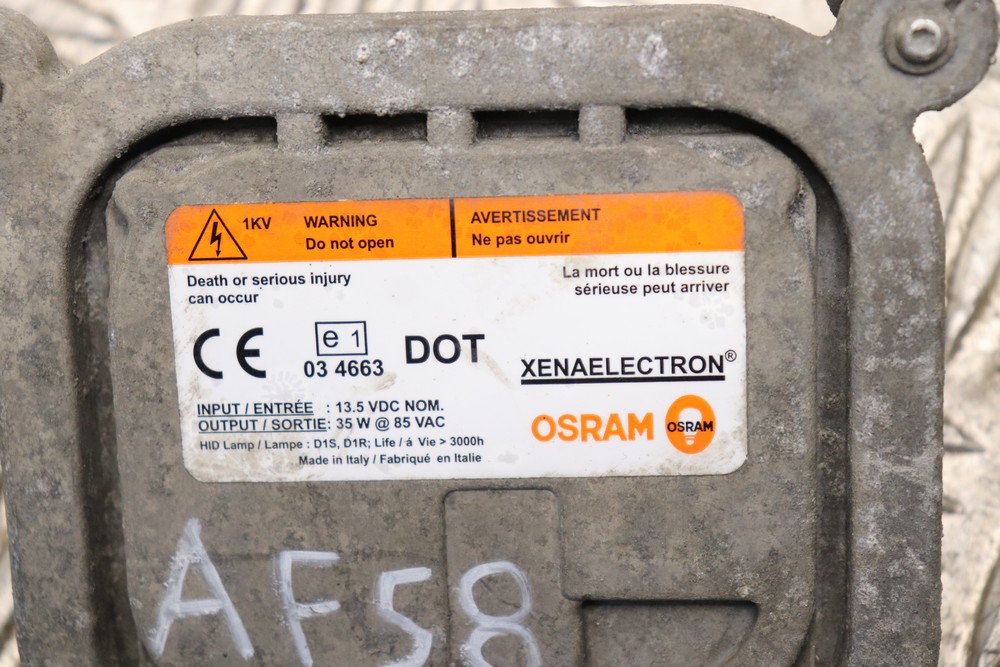 1KV
WARNING
Do not open
AVERTISSEMENT
Ne pas ouvrir
Death or serious injury
can occur
La mort ou la blessure
sérieuse peut arriver
CE
e 1
03 4663
DOT
XENAELECTRON®
INPUT / ENTRÉE : 13.5 VDC NOM.
OUTPUT / SORTIE: 35 W @ 85 VAC
HID Lamp / Lampe : D1S, D1R; Life / á Vie > 3000h
Made in Italy / Fabriqué en Italie
OSRAM
OSRAM
AF58